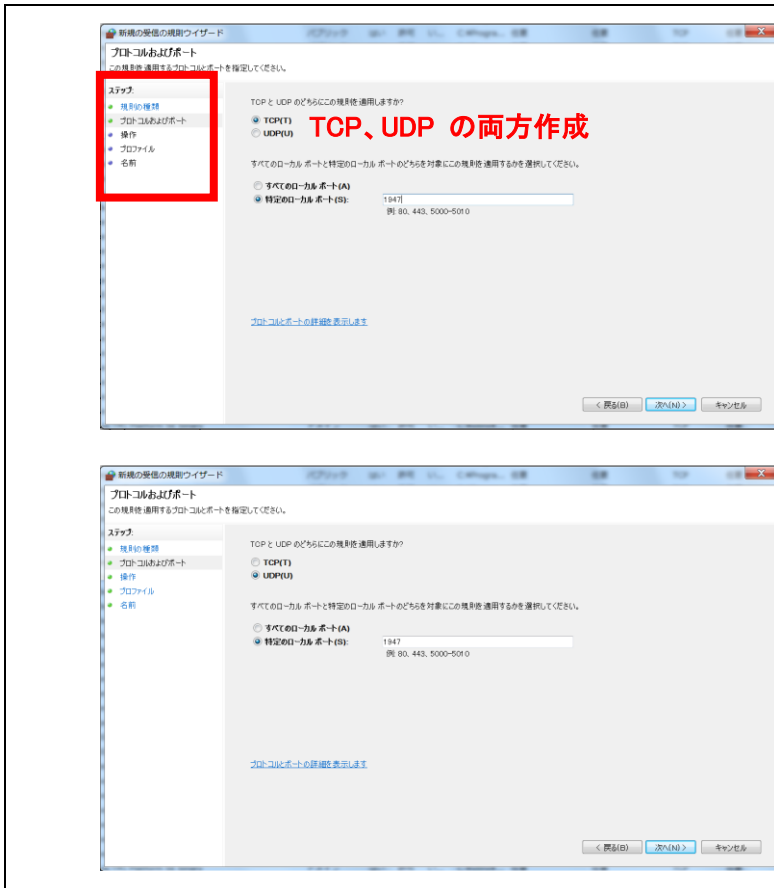 新規の受信の規則ウィザード
プロトコルおよびポート
この規則を適用するプロトコルとポートを指定してください。
ステップ:
規則の種類
プロトコルおよびポート
操作
プロファイル
名前
TCP と UDP のどちらにこの規則を適用しますか?
TCP(T)
UDP(U)
TCP、UDP の両方作成
すべてのローカル ポートと特定のローカル ポートのどちらを対象にこの規則を適用するかを選択してください。
すべてのローカル ポート(A)
特定のローカル ポート(S):
1947
例: 80、443、5000-5010
プロトコルとポートの詳細を表示します
< 戻る(B)
次へ(N) >
キャンセル
新規の受信の規則ウィザード
プロトコルおよびポート
この規則を適用するプロトコルとポートを指定してください。
ステップ:
規則の種類
プロトコルおよびポート
操作
プロファイル
名前
TCP と UDP のどちらにこの規則を適用しますか?
TCP(T)
UDP(U)
すべてのローカル ポートと特定のローカル ポートのどちらを対象にこの規則を適用するかを選択してください。
すべてのローカル ポート(A)
特定のローカル ポート(S):
1947
例: 80、443、5000-5010
プロトコルとポートの詳細を表示します
< 戻る(B)
次へ(N) >
キャンセル